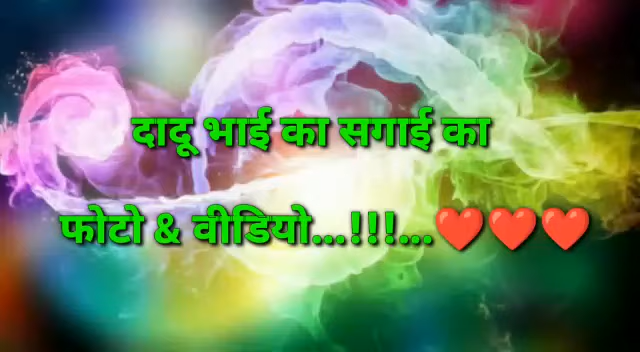 दादू भाई का सगाई का
फोटो & वीडियो...!!!...❤️❤️❤️